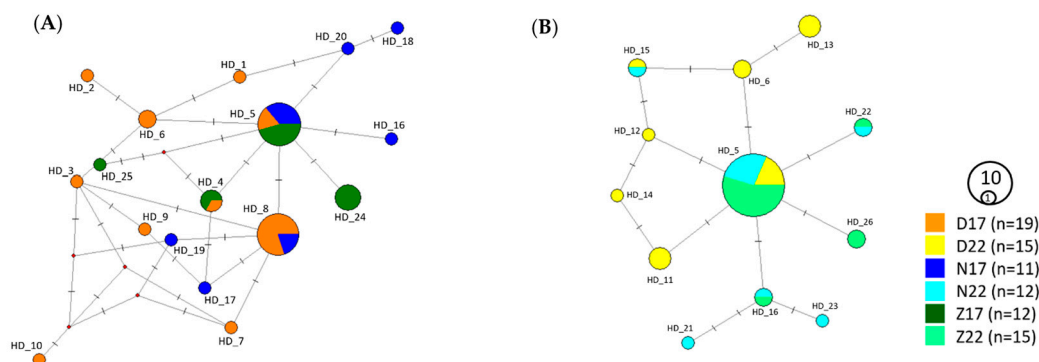 (A)
HD_20
HD_18
HD_1
HD_2
HD_5
HD_16
HD_6
HD_25
HD_3
HD_4
HD_24
HD_8
HD_9
HD_19
HD_17
HD_7
HD_10
(B)
HD_13
HD_15
HD_6
HD_22
HD_12
HD_5
HD_14
HD_26
HD_11
HD_16
HD_23
HD_21
10
1
D17 (n=19)
D22 (n=15)
N17 (n=11)
N22 (n=12)
Z17 (n=12)
Z22 (n=15)